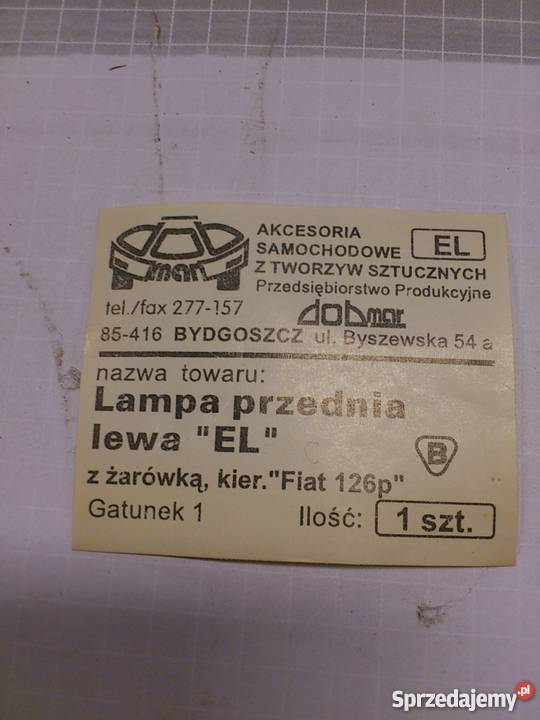 AKCESORIA
SAMOCHODOWE EL
Z TWORZYW SZTUCZNYCH
Przedsiębiorstwo Produkcyjne
man
tel./fax 277-157 dobmar
85-416 BYDGOSZCZ ul. Byszewska 54 a
nazwa towaru:
Lampa przednia
lewa "EL"
B
z żarówką, kier."Fiat 126p"
Gatunek 1 Ilość: 1 szt.
Sprzedajemy.pl